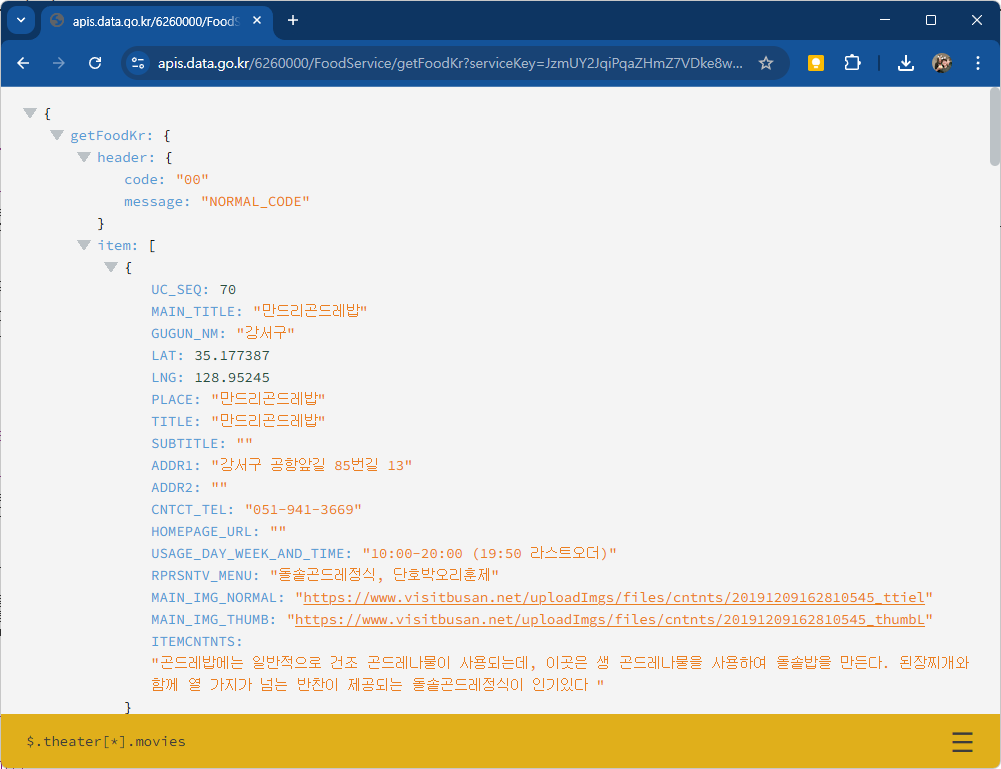 apis.data.go.kr/6260000/FoodS
apis.data.go.kr/6260000/FoodService/getFoodKr?serviceKey=JzmUY2JqiPqaZHmZ7VDke8w...
{
getFoodKr: {
header: {
code: "00"
message: "NORMAL_CODE"
}
item: [
{
UC_SEQ: 70
MAIN_TITLE: "만드리곤드레밥"
GUGUN_NM: "강서구"
LAT: 35.177387
LNG: 128.95245
PLACE: "만드리곤드레밥"
TITLE: "만드리곤드레밥"
SUBTITLE: ""
ADDR1: "강서구 공항앞길 85번길 13"
ADDR2: ""
CNTCT_TEL: "051-941-3669"
HOMEPAGE_URL: ""
USAGE_DAY_WEEK_AND_TIME: "10:00-20:00 (19:50 라스트오더)"
RPRSNTV_MENU: "돌솥곤드레정식, 단호박오리훈제"
MAIN_IMG_NORMAL: "https://www.visitbusan.net/uploadImgs/files/cntnts/20191209162810545_ttiel"
MAIN_IMG_THUMB: "https://www.visitbusan.net/uploadImgs/files/cntnts/20191209162810545_thumbL"
ITEMCNTNTS:
"곤드레밥에는 일반적으로 건조 곤드레나물이 사용되는데, 이곳은 생 곤드레나물을 사용하여 돌솥밥을 만든다. 된장찌개와
함께 열 가지가 넘는 반찬이 제공되는 돌솥곤드레정식이 인기있다 "
}
$.theater[*].movies